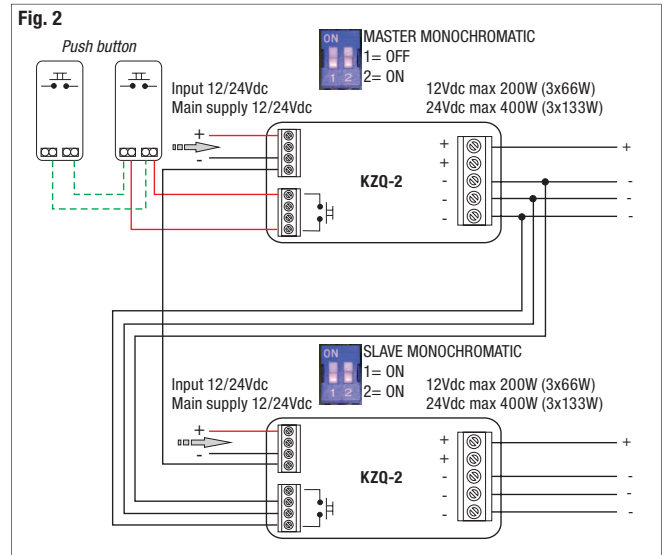 Fig. 2
Push button
ON
1 2
MASTER MONOCHROMATIC
1= OFF
2= ON
Input 12/24Vdc
Main supply 12/24Vdc
12Vdc max 200W (3x66W)
24Vdc max 400W (3x133W)
+
-
KZQ-2
+
+
-
-
-
+
-
-
-
ON
1 2
SLAVE MONOCHROMATIC
1= ON
2= ON
Input 12/24Vdc
Main supply 12/24Vdc
12Vdc max 200W (3x66W)
24Vdc max 400W (3x133W)
+
-
KZQ-2
+
+
-
-
-
+
-
-
-